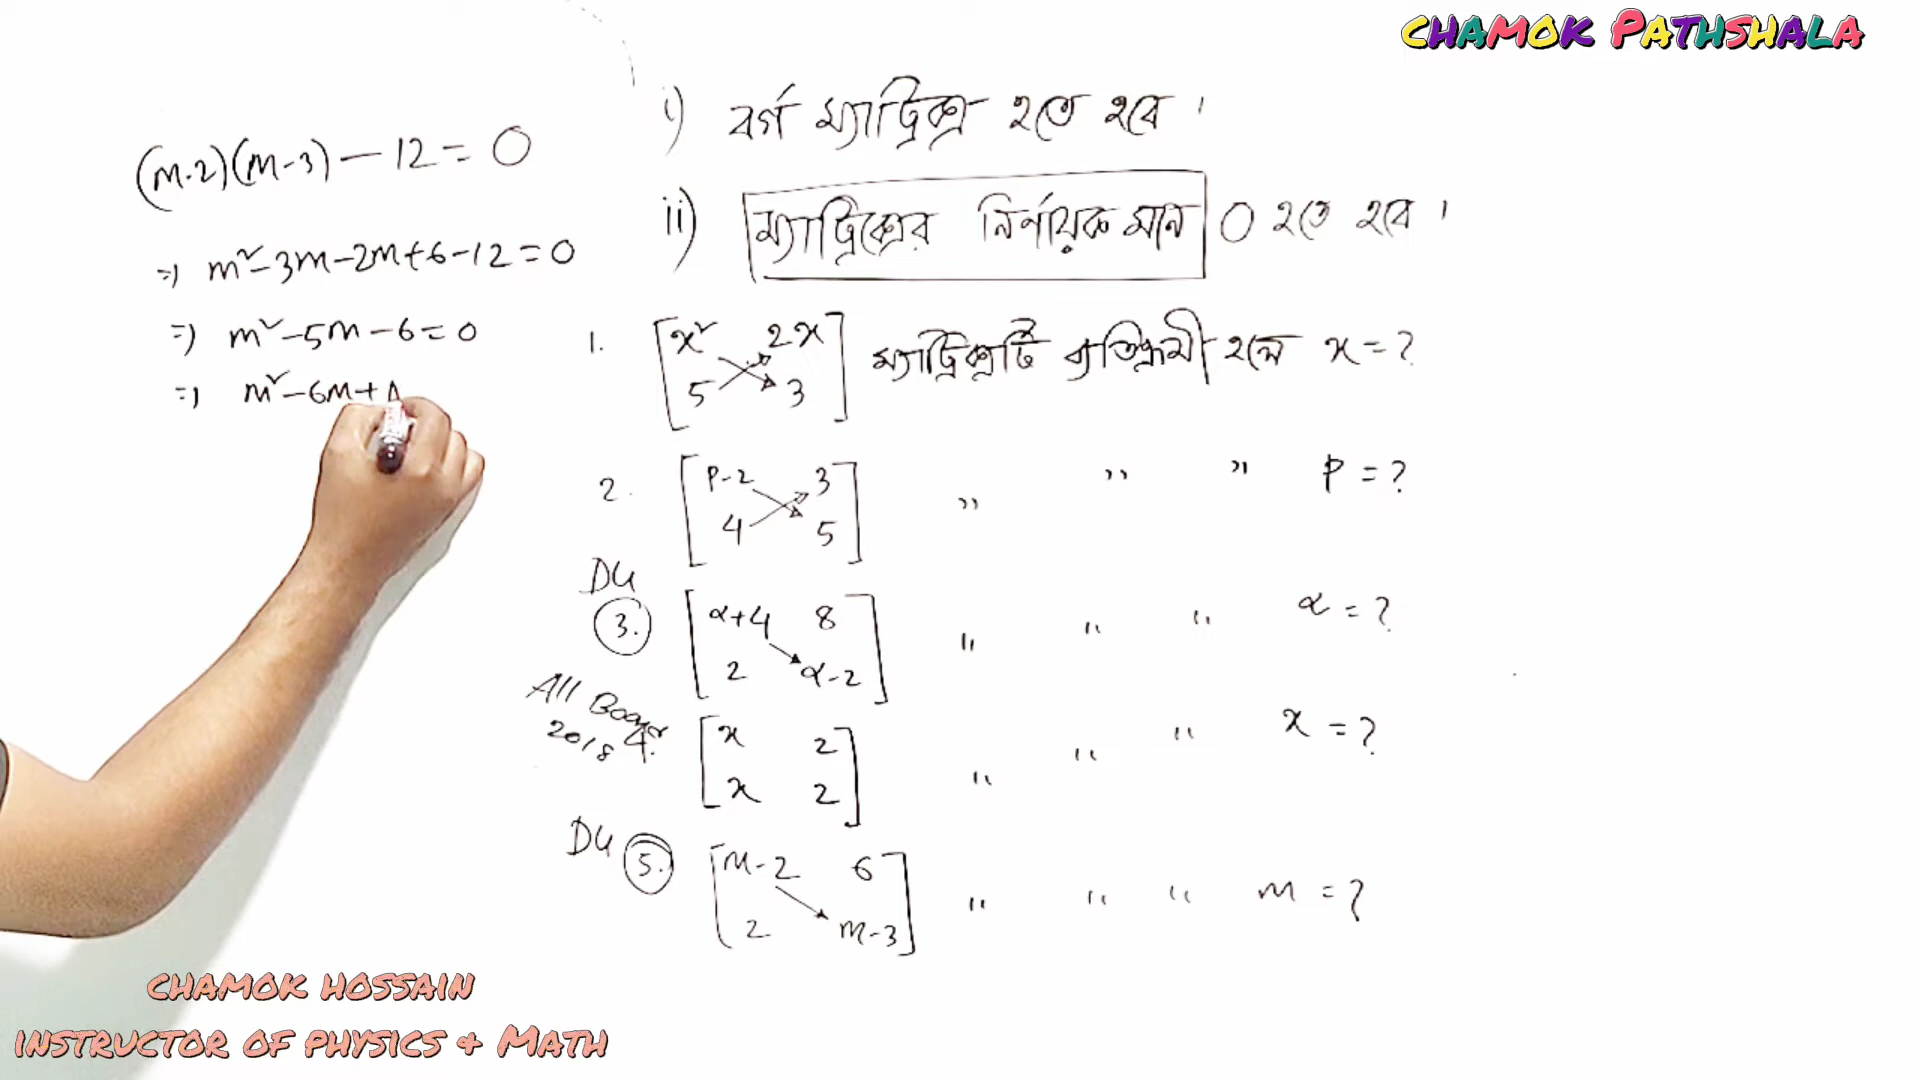 CHAMOK PATHSHALA
(m-2)(m-3) - 12 = 0
=> m² - 3m - 2m + 6 - 12 = 0
=> m² - 5m - 6 = 0
=> m² - 6m +
i) বর্গ ম্যাট্রিক্স হতে হবে।
ii) ম্যাট্রিক্সের নির্ণায়ক মান 0 হতে হবে।
1. [x² 2x] ম্যাট্রিক্সটি ব্যতিক্রমী হলে x = ?
[5 3]
2. [p-2 3] " " " p = ?
[4 5]
DU
3. [α+4 8] " " " α = ?
[2 α-2]
All Board
2018
4. [x 2] " " " x = ?
[x 2]
DU
5. [m-2 6] " " " m = ?
[2 m-3]
CHAMOK HOSSAIN
INSTRUCTOR OF PHYSICS & MATH